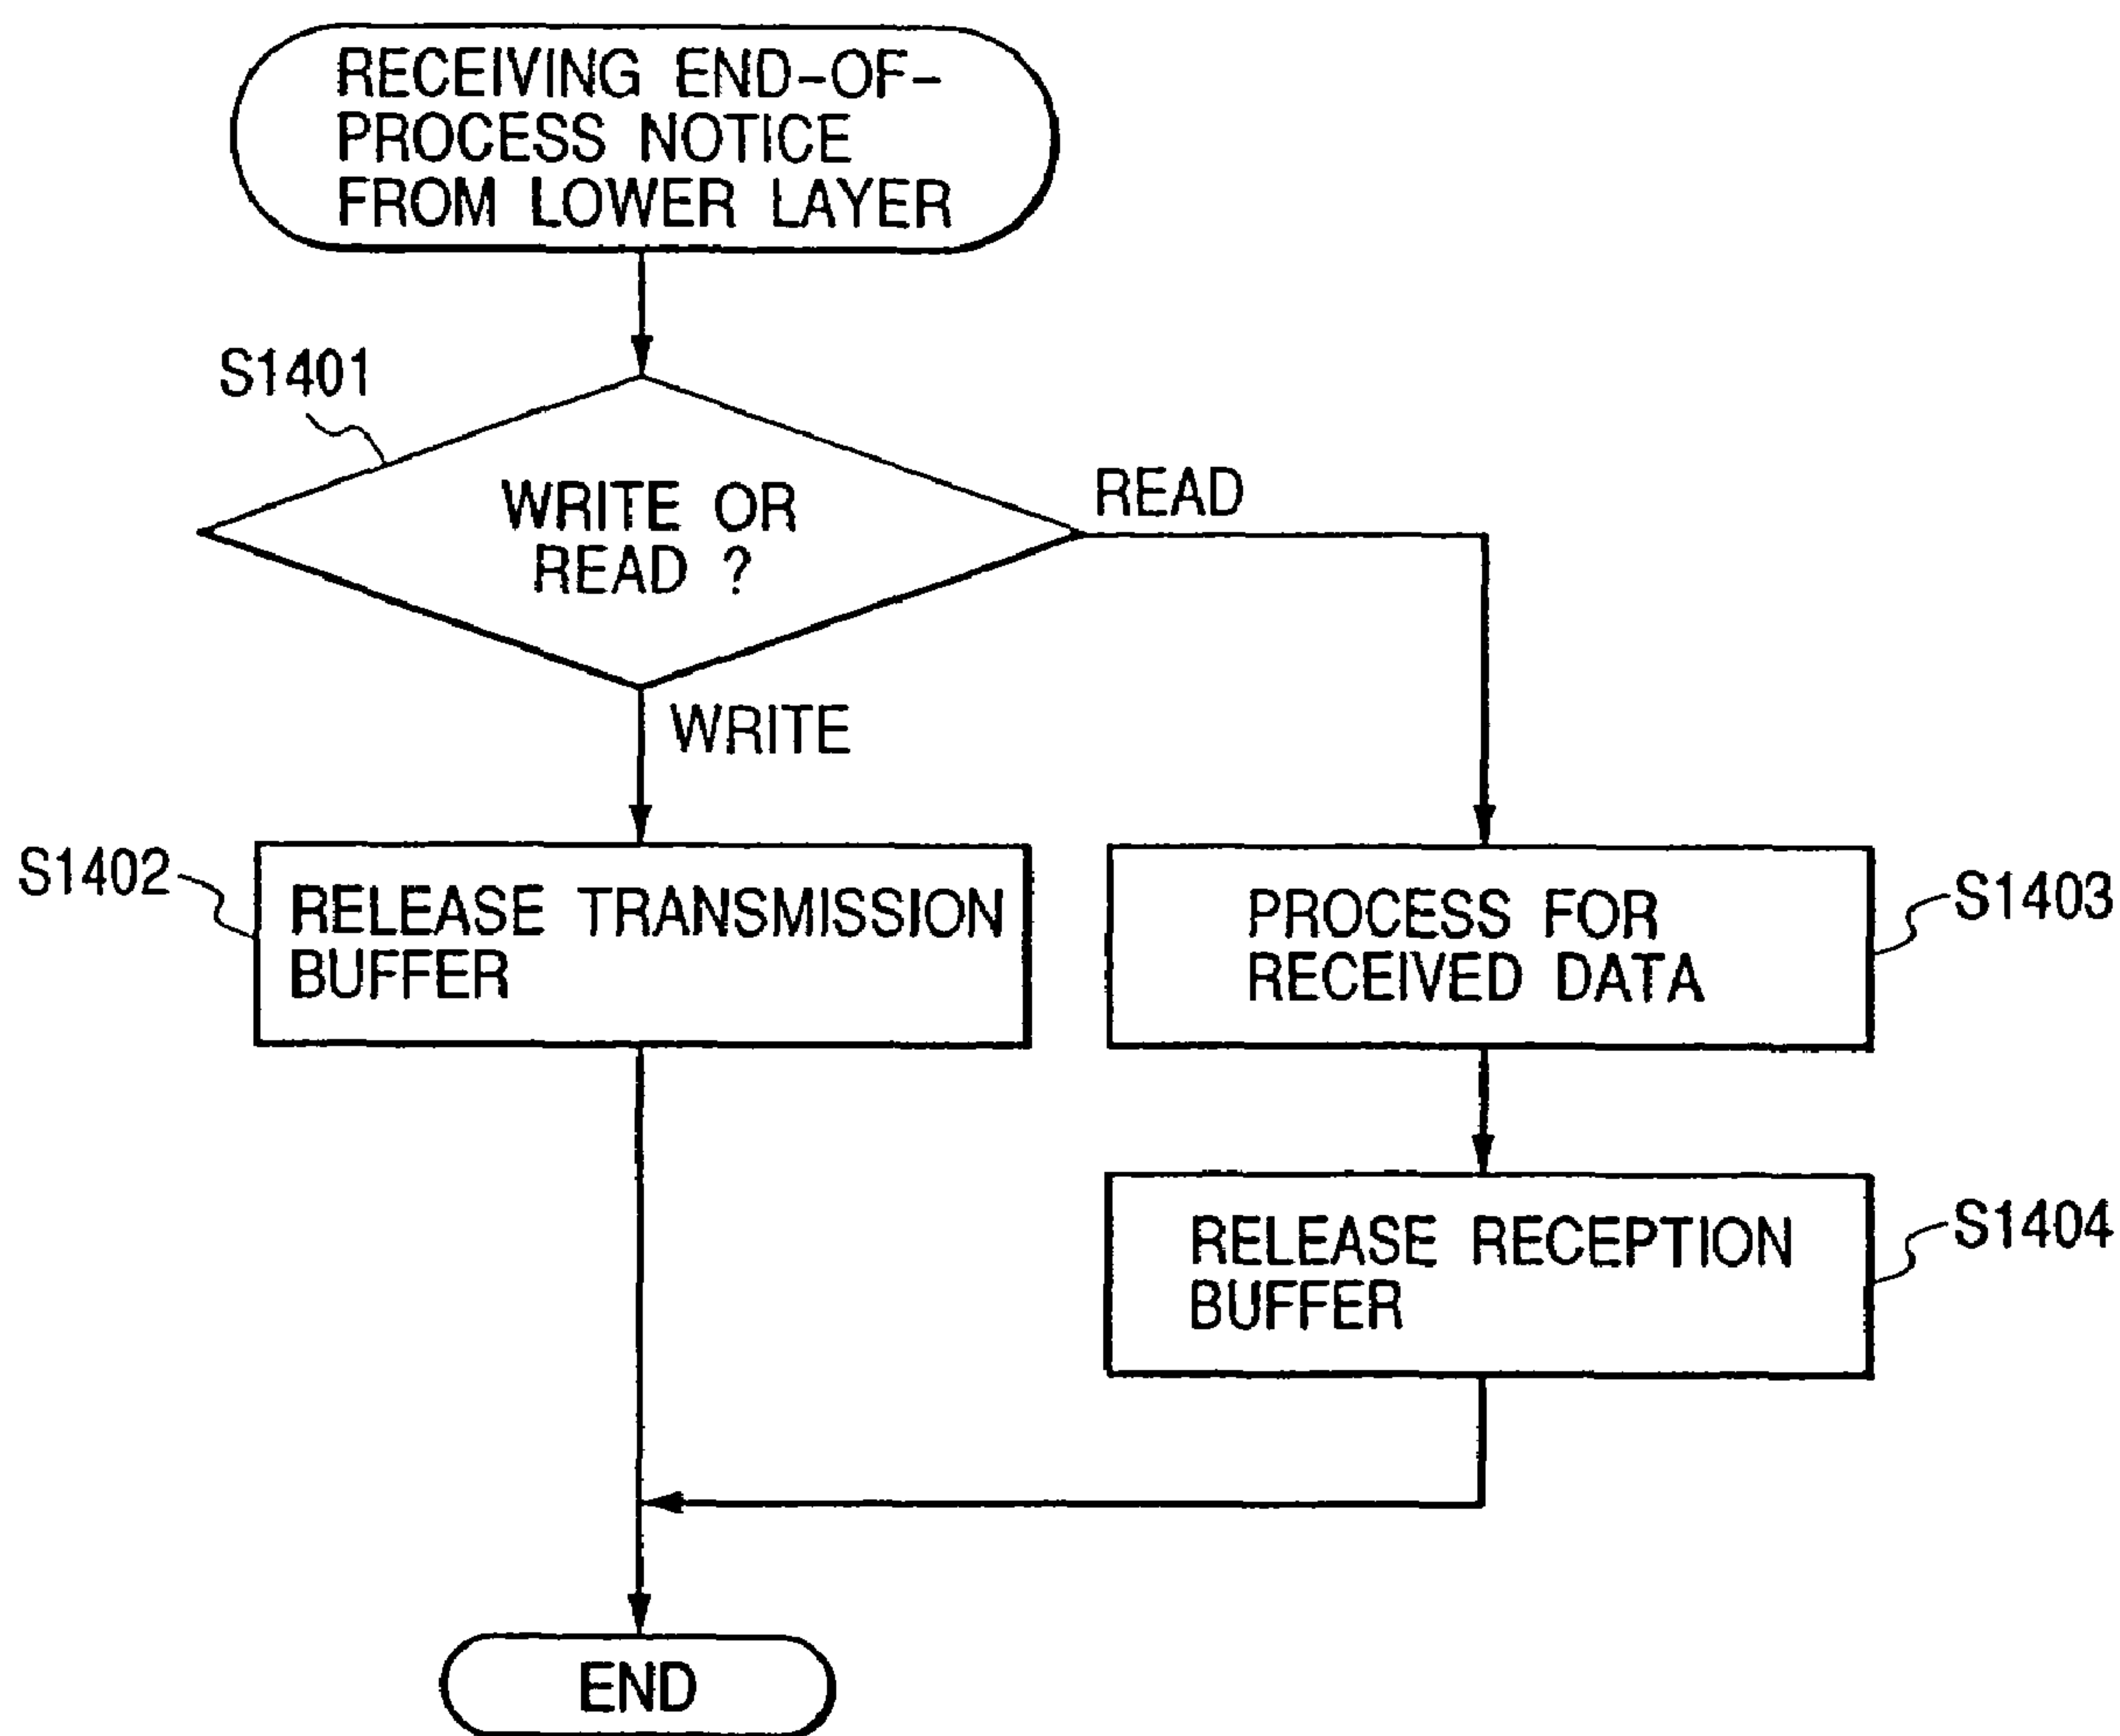 RECEIVING END-OF-
PROCESS NOTICE
FROM LOWER LAYER
S1401
WRITE OR
READ ?
READ
WRITE
S1402
RELEASE TRANSMISSION
BUFFER
PROCESS FOR
RECEIVED DATA
S1403
RELEASE RECEPTION
BUFFER
S1404
END